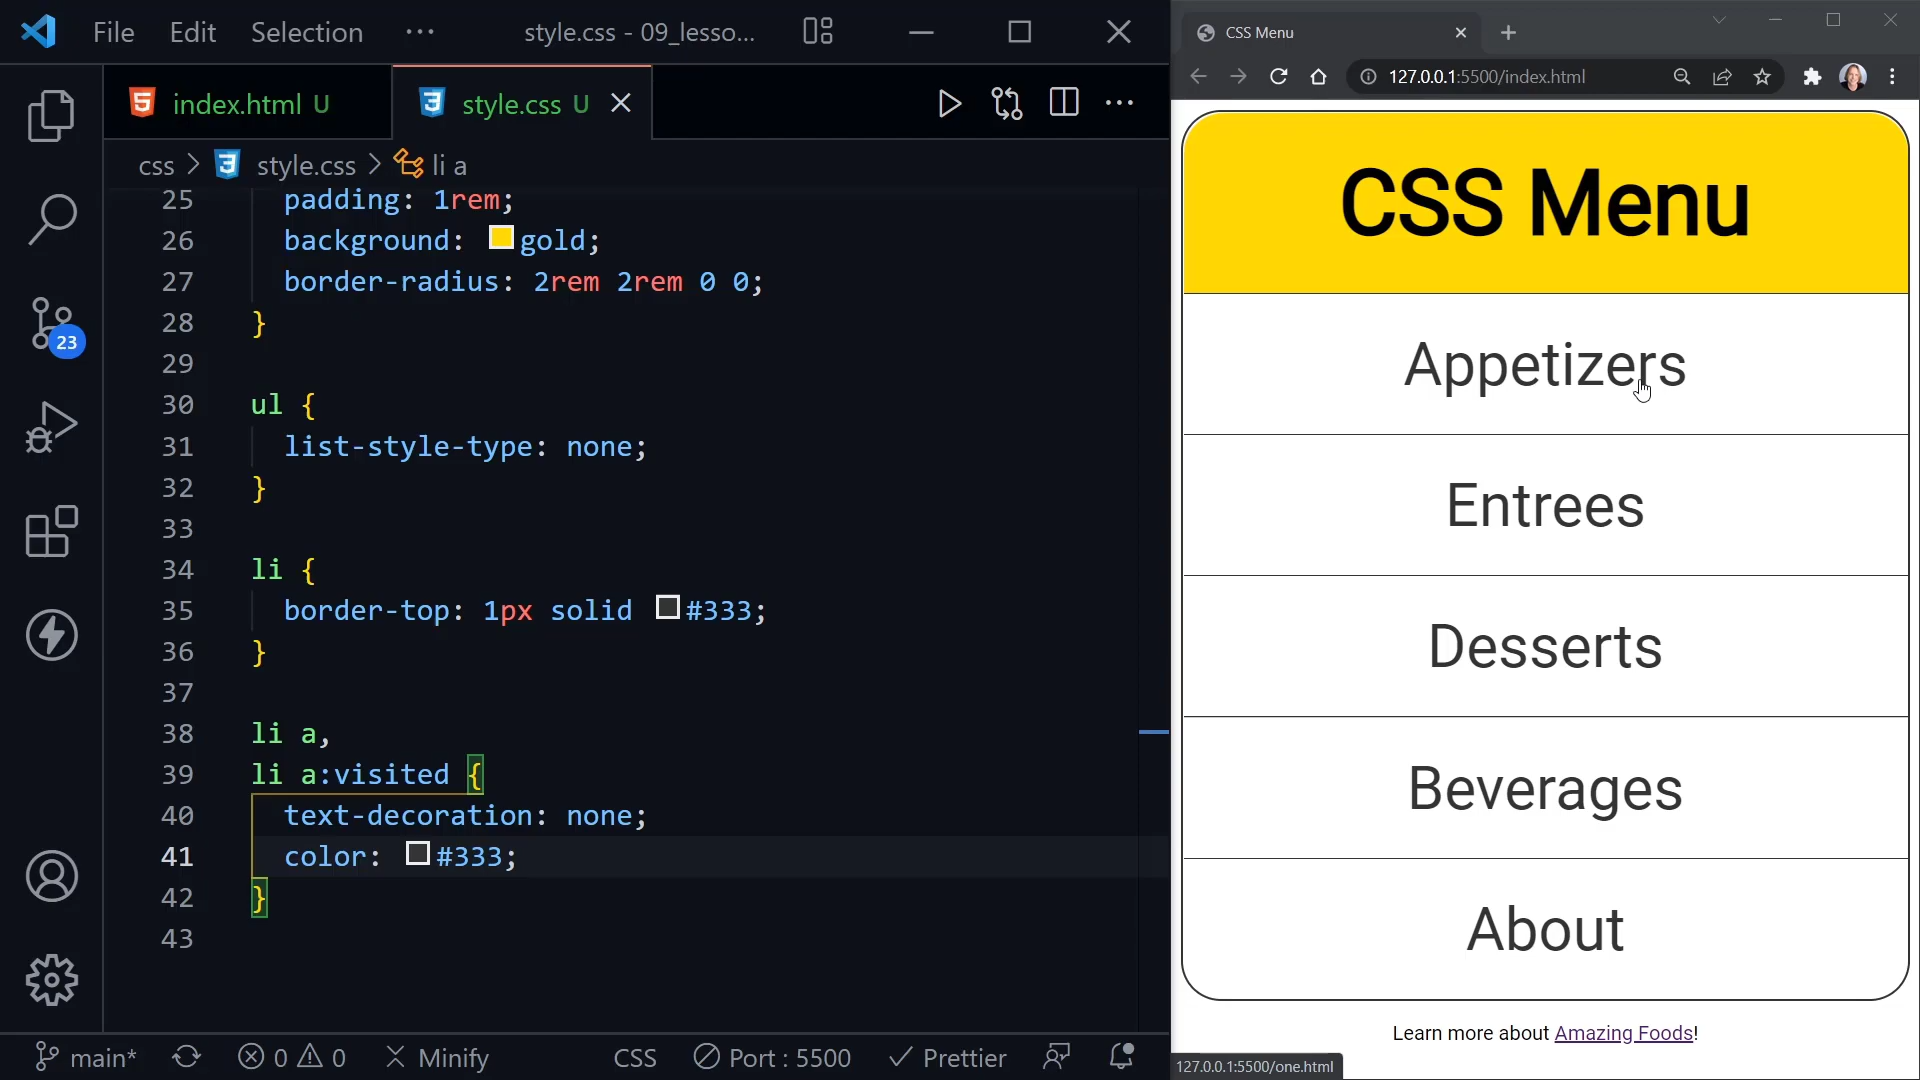 File Edit Selection ··· style.css - 09_lesso...
index.html U style.css U
css > style.css > li a
25 padding: 1rem;
26 background: gold;
27 border-radius: 2rem 2rem 0 0;
28 }
29
30 ul {
31 list-style-type: none;
32 }
33
34 li {
35 border-top: 1px solid #333;
36 }
37
38 li a,
39 li a:visited {
40 text-decoration: none;
41 color: #333;
42 }
43
23
main* 0 0 Minify CSS Port : 5500 Prettier
CSS Menu
127.0.0.1:5500/index.html
CSS Menu
Appetizers
Entrees
Desserts
Beverages
About
Learn more about Amazing Foods!
127.0.0.1:5500/one.html